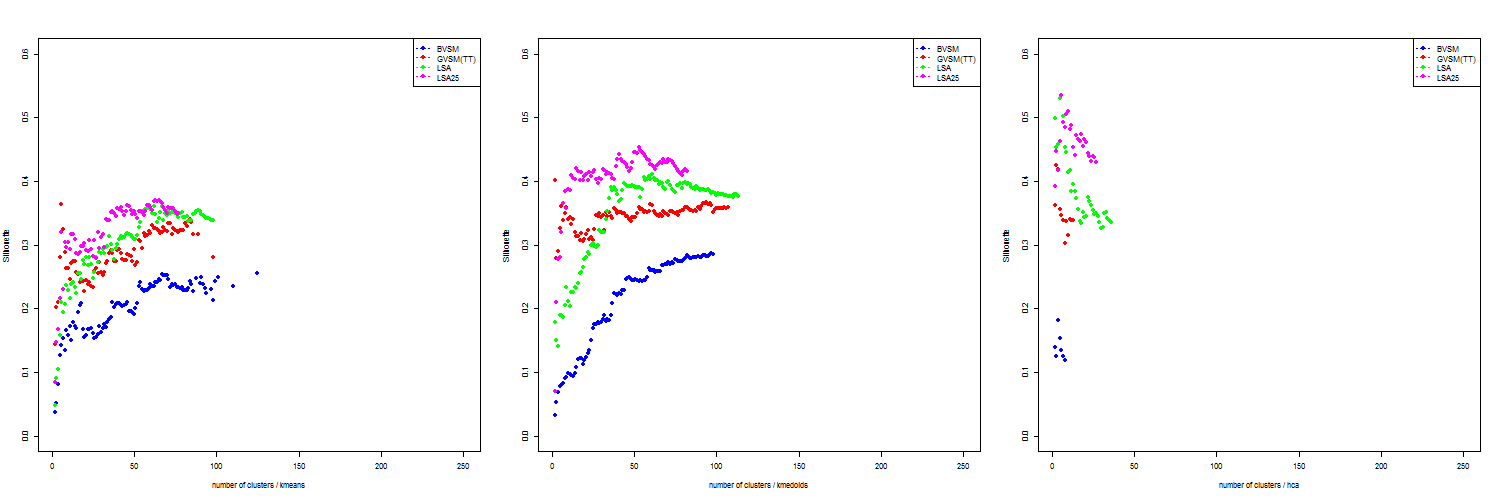 BVSM
GVSM(TT)
LSA
LSA25
0.6
0.5
0.4
0.3
0.2
0.1
0.0
Silhouette
0
50
100
150
200
250
number of clusters / kmeans
BVSM
GVSM(TT)
LSA
LSA25
0.6
0.5
0.4
0.3
0.2
0.1
0.0
Silhouette
0
50
100
150
200
250
number of clusters / kmedoids
BVSM
GVSM(TT)
LSA
LSA25
0.6
0.5
0.4
0.3
0.2
0.1
0.0
Silhouette
0
50
100
150
200
250
number of clusters / hca